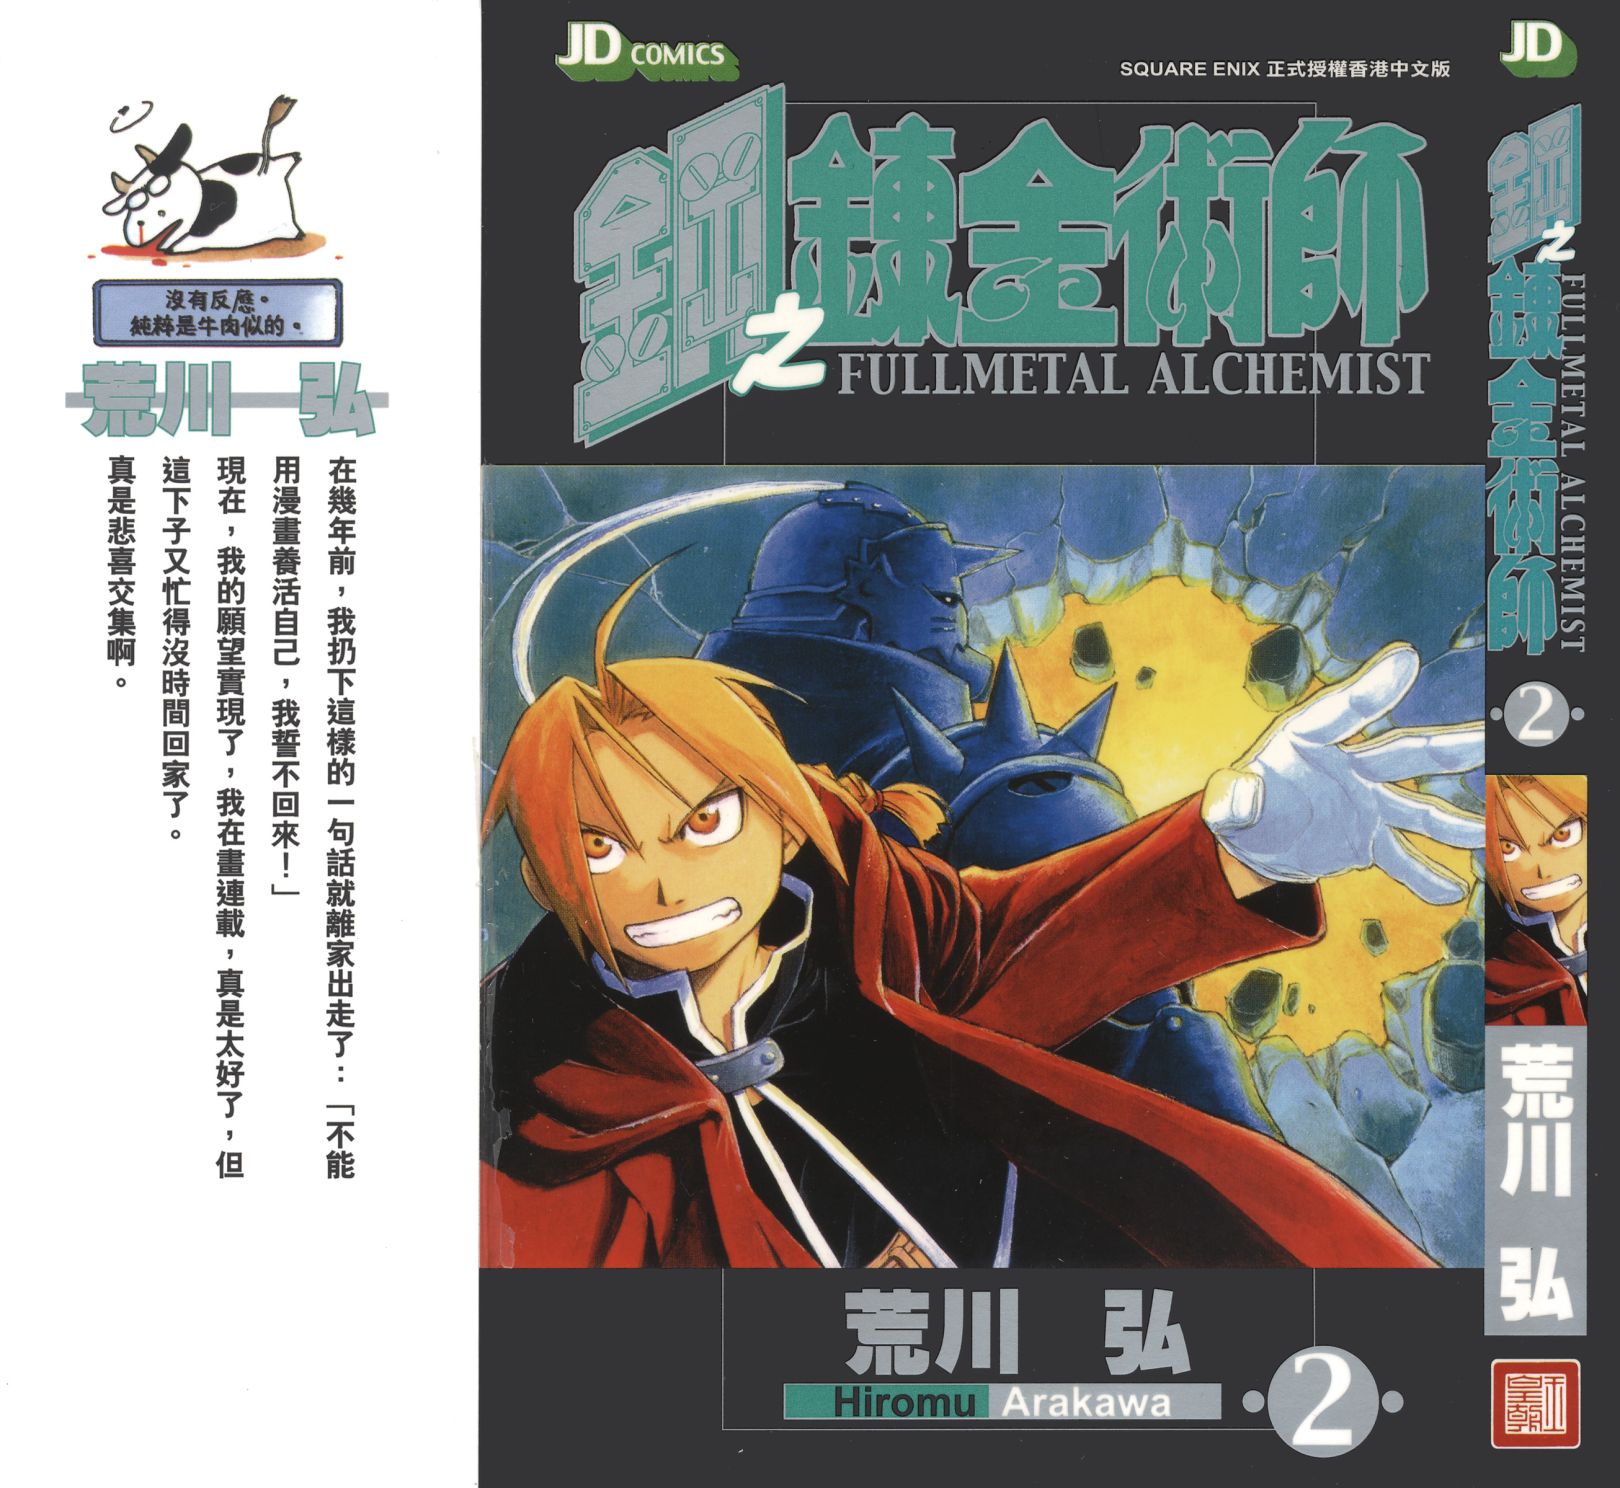 沒有反應。
純粹是牛肉似的。
荒川 弘
在幾年前，我扔下這樣的一句話就離家出走了：「不能
用漫畫養活自己，我誓不回來！」
現在，我的願望實現了，我在畫連載，真是太好了，但
這下子又忙得沒時間回家了。
真是悲喜交集啊。
JD COMICS
SQUARE ENIX 正式授權香港中文版
鋼之鍊金術師
FULLMETAL ALCHEMIST
荒川 弘
Hiromu Arakawa
2
JD
鋼之鍊金術師
FULLMETAL ALCHEMIST
2
荒川 弘
玉皇朝